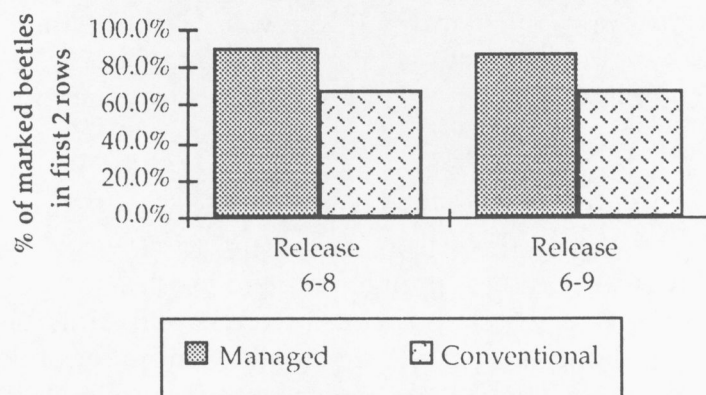 % of marked beetles
in first 2 rows
100.0%
80.0%
60.0%
40.0%
20.0%
0.0%
Release
6-8
Release
6-9
Managed
Conventional